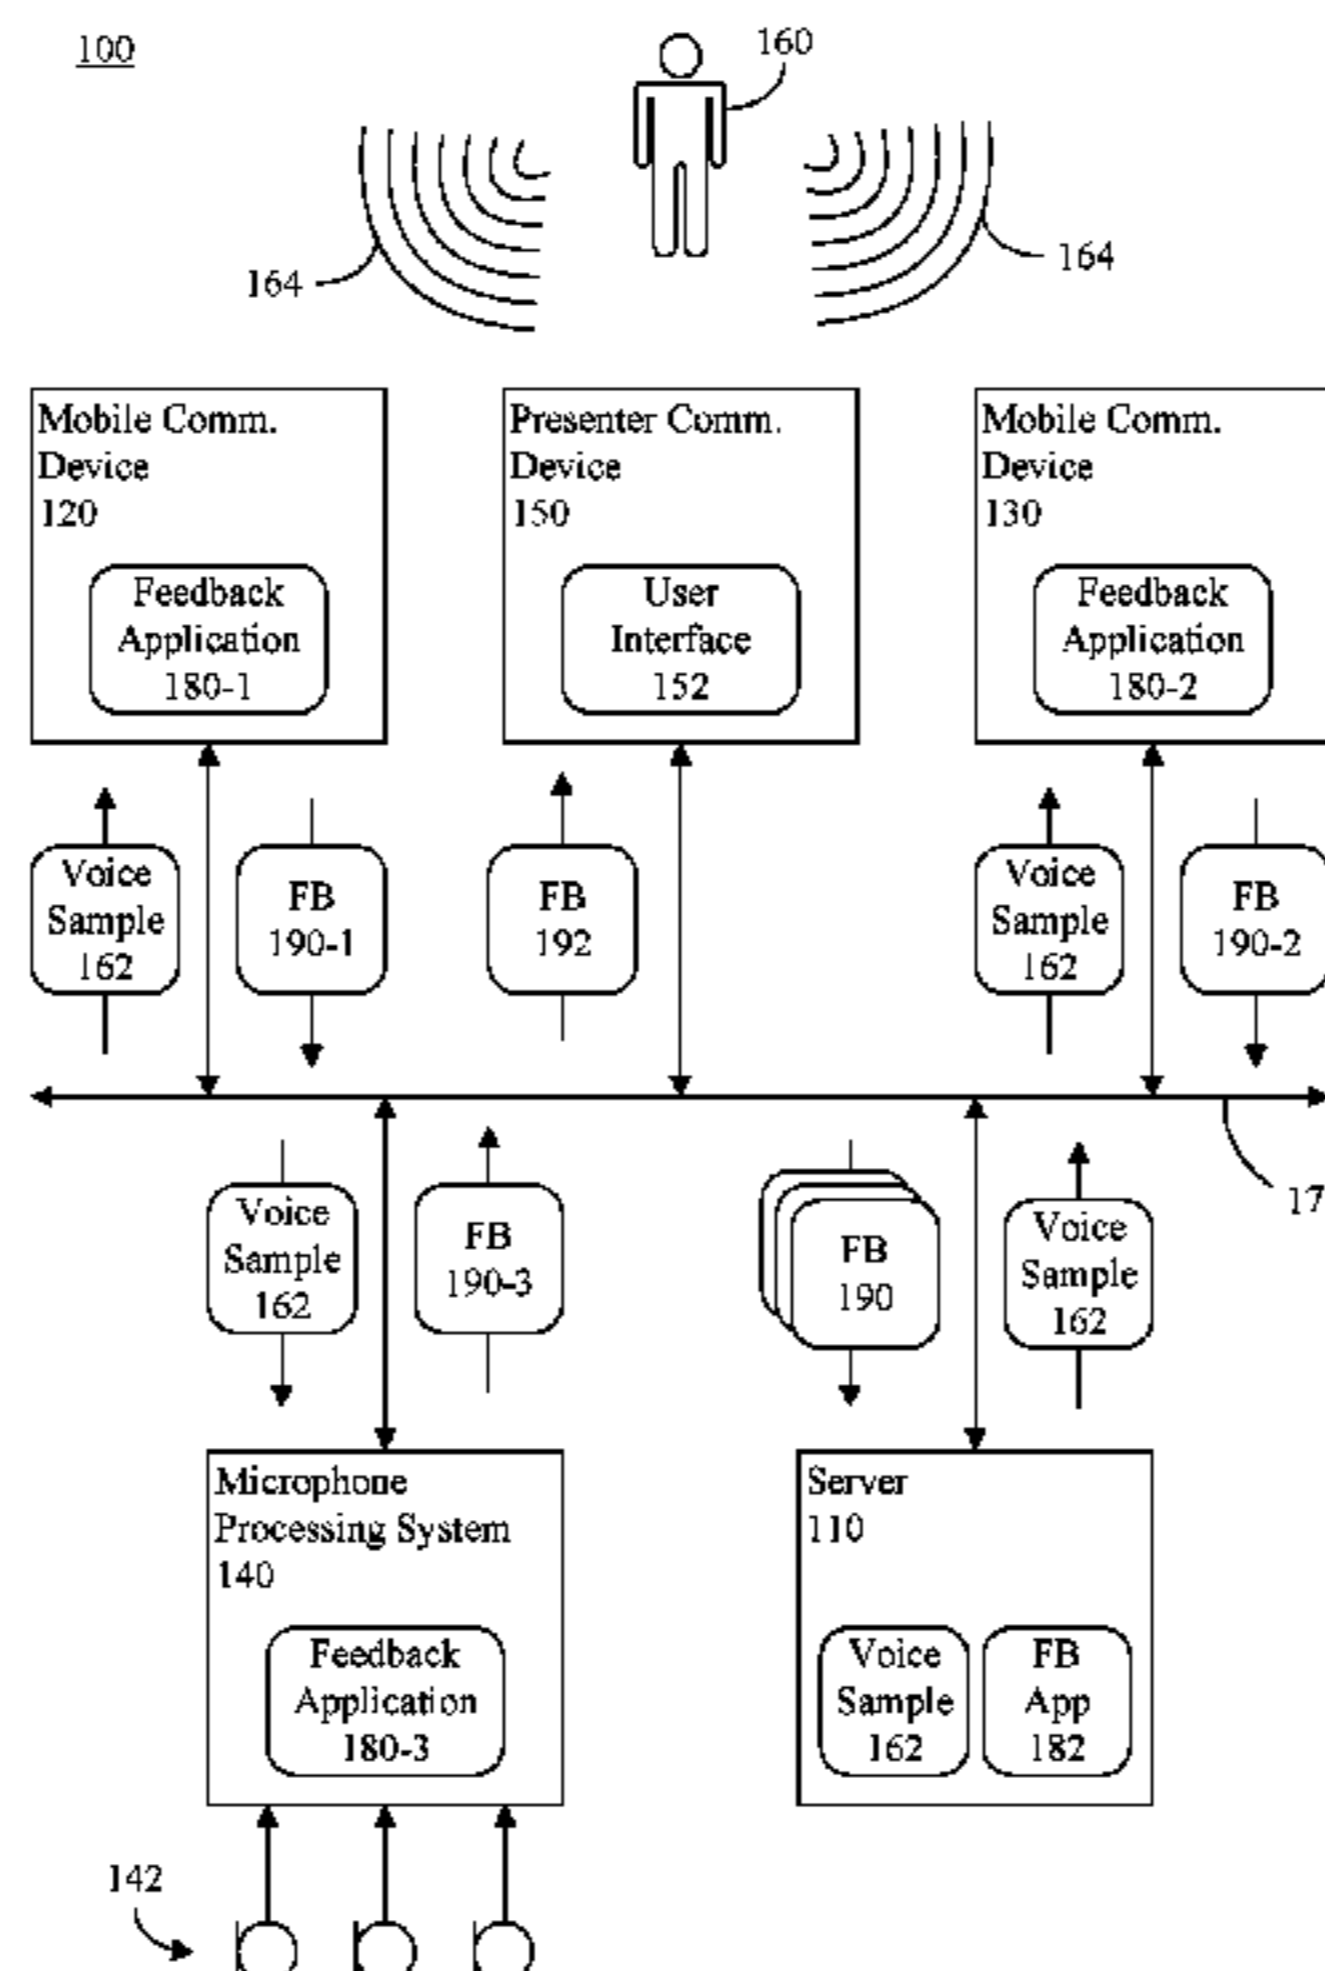 100
160
164
164
Mobile Comm.
Device
120
Feedback
Application
180-1
Presenter Comm.
Device
150
User
Interface
152
Mobile Comm.
Device
130
Feedback
Application
180-2
Voice
Sample
162
FB
190-1
FB
192
Voice
Sample
162
FB
190-2
17
Voice
Sample
162
FB
190-3
FB
190
Voice
Sample
162
Microphone
Processing System
140
Feedback
Application
180-3
Server
110
Voice
Sample
162
FB
App
182
142